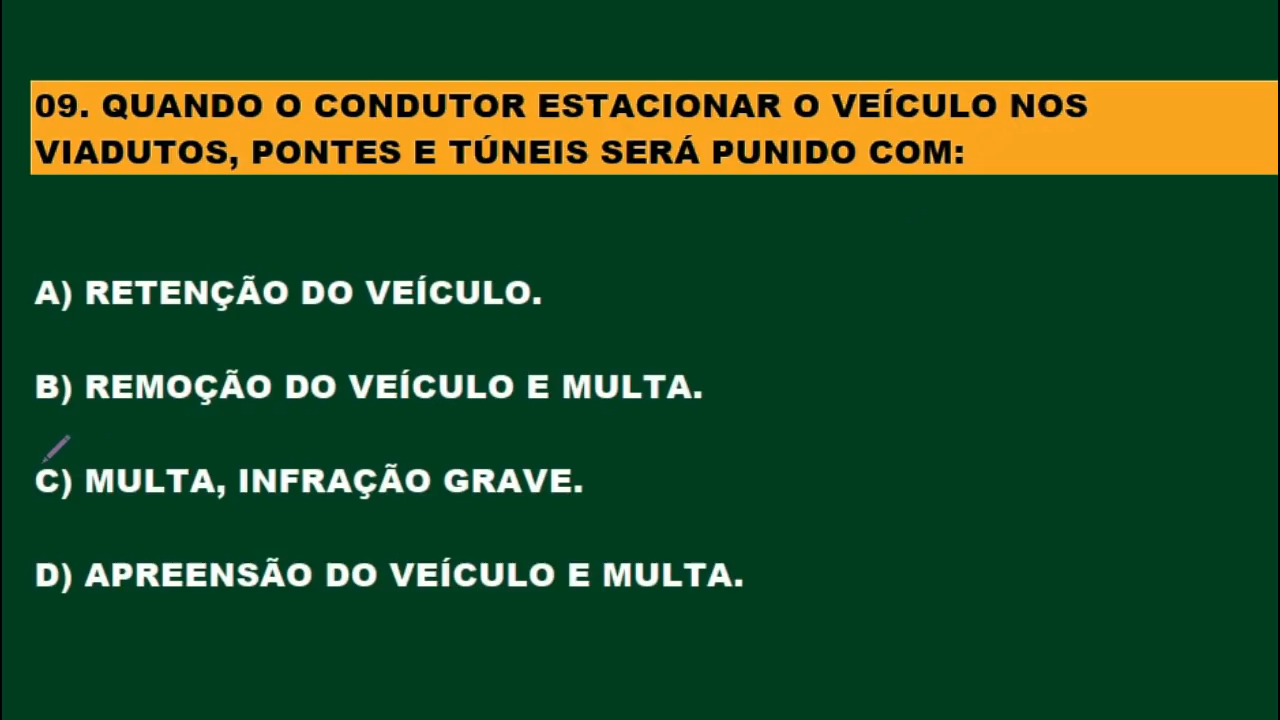 09. QUANDO O CONDUTOR ESTACIONAR O VEÍCULO NOS
VIADUTOS, PONTES E TÚNEIS SERÁ PUNIDO COM:
A) RETENÇÃO DO VEÍCULO.
B) REMOÇÃO DO VEÍCULO E MULTA.
C) MULTA, INFRAÇÃO GRAVE.
D) APREENSÃO DO VEÍCULO E MULTA.